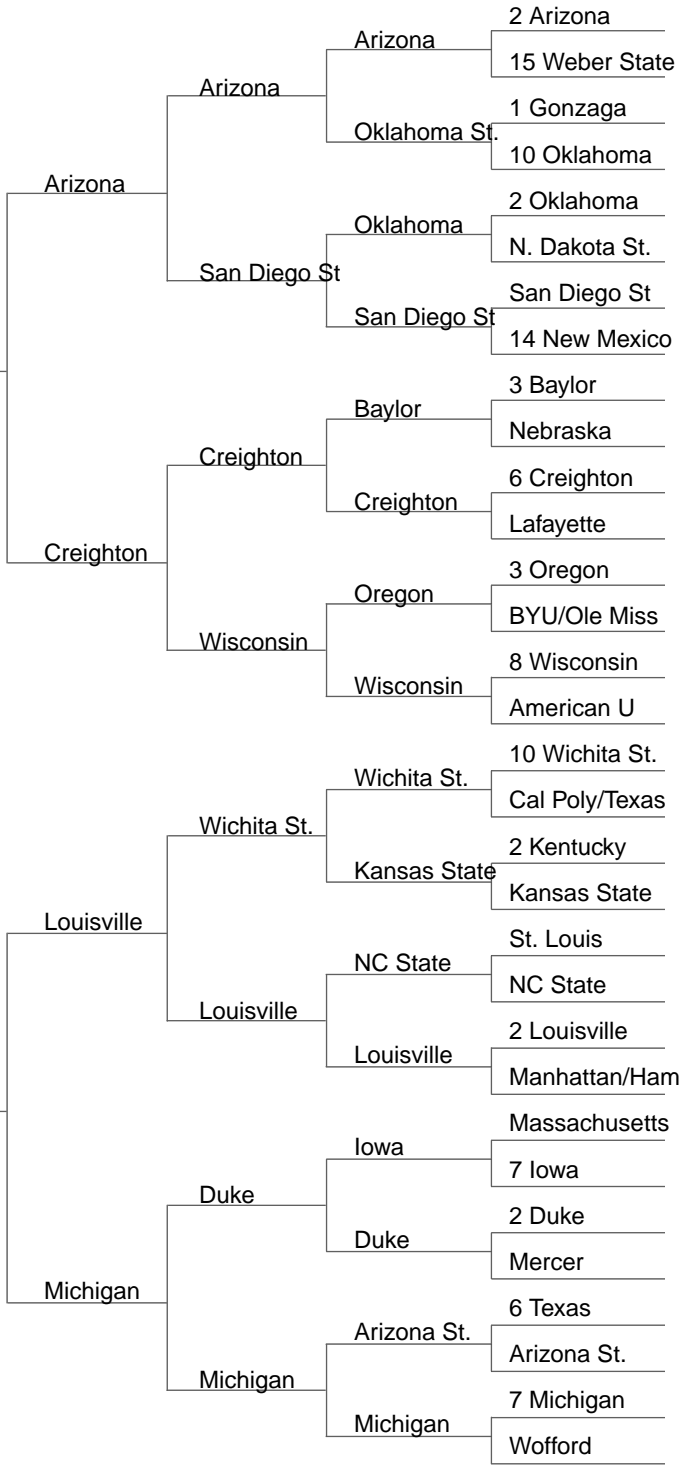 2 Arizona
Arizona
15 Weber State
Arizona
1 Gonzaga
Oklahoma St.
10 Oklahoma
Arizona
2 Oklahoma
Oklahoma
N. Dakota St.
San Diego St
San Diego St
San Diego St
14 New Mexico
3 Baylor
Baylor
Nebraska
Creighton
6 Creighton
Creighton
Lafayette
Creighton
3 Oregon
Oregon
BYU/Ole Miss
Wisconsin
8 Wisconsin
Wisconsin
American U
10 Wichita St.
Wichita St.
Cal Poly/Texas
Wichita St.
2 Kentucky
Kansas State
Kansas State
Louisville
St. Louis
NC State
NC State
Louisville
2 Louisville
Louisville
Manhattan/Ham
Massachusetts
Iowa
7 Iowa
Duke
2 Duke
Duke
Mercer
Michigan
6 Texas
Arizona St.
Arizona St.
Michigan
7 Michigan
Michigan
Wofford